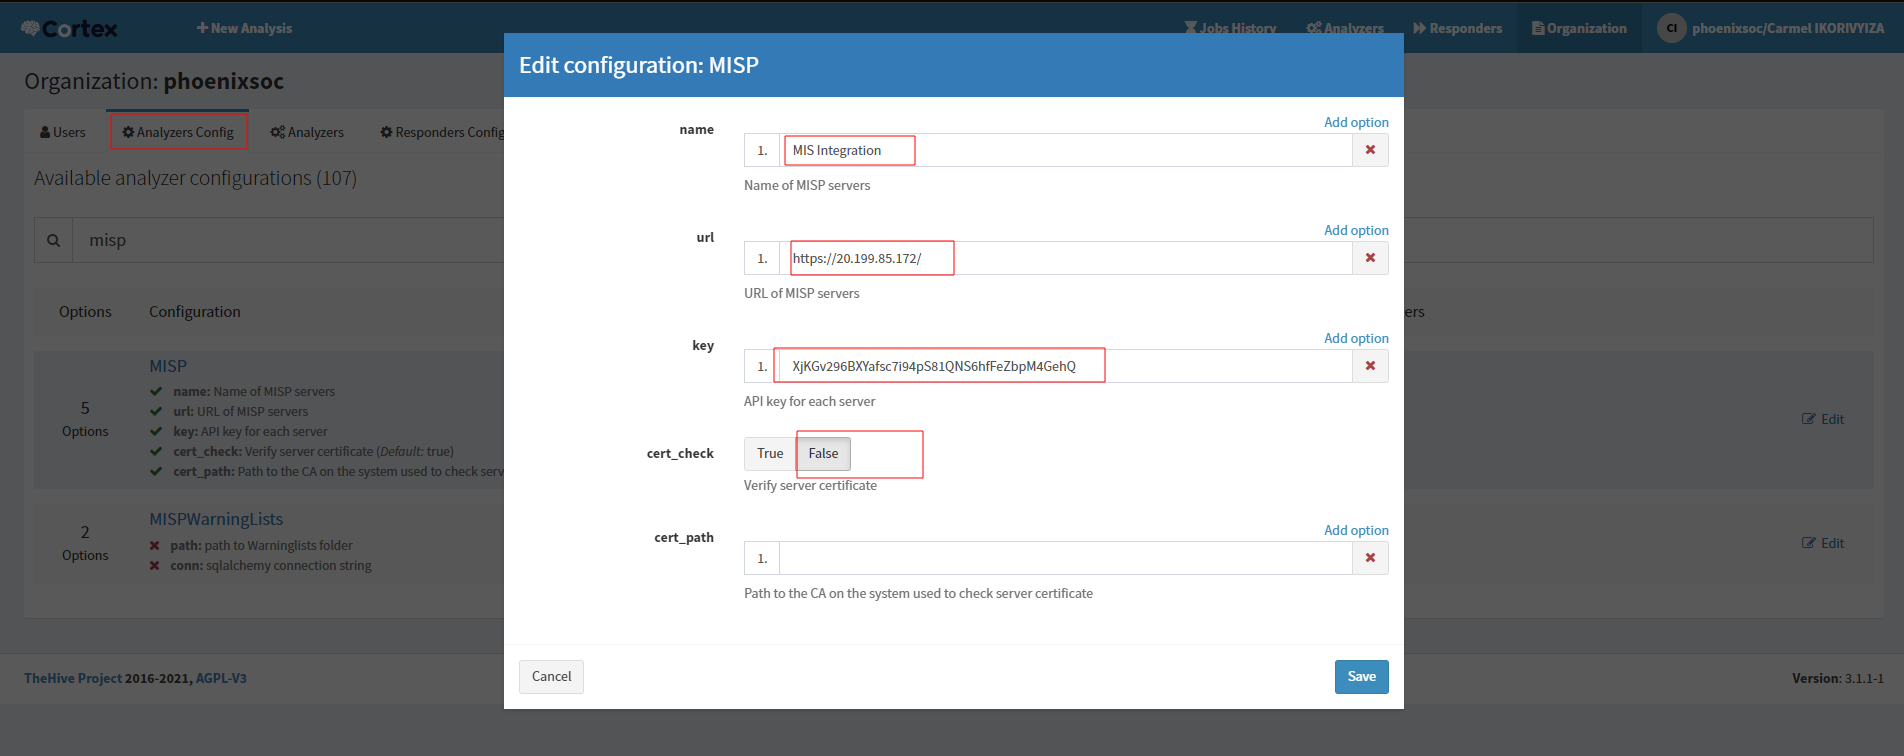 Cortex
New Analysis
Jobs History
Analyzers
Responders
Organization
CI
phoenixsoc/Carmel IKORIVYIZA
Organization: phoenixsoc
Users
Analyzers Config
Analyzers
Responders Config
Available analyzer configurations (107)
misp
Options
Configuration
MISP
name: Name of MISP servers
url: URL of MISP servers
key: API key for each server
cert_check: Verify server certificate (Default: true)
cert_path: Path to the CA on the system used to check serv
5
Options
Edit
MISPWarningLists
path: path to Warninglists folder
conn: sqlalchemy connection string
2
Options
Edit
TheHive Project 2016-2021, AGPL-V3
Version: 3.1.1-1
Edit configuration: MISP
name
Add option
1.
MIS Integration
Name of MISP servers
url
Add option
1.
https://20.199.85.172/
URL of MISP servers
key
Add option
1.
XjKGv296BXYafsc7i94pS81QNS6hfFeZbpM4GehQ
API key for each server
cert_check
True
False
Verify server certificate
cert_path
Add option
1.
Path to the CA on the system used to check server certificate
Cancel
Save